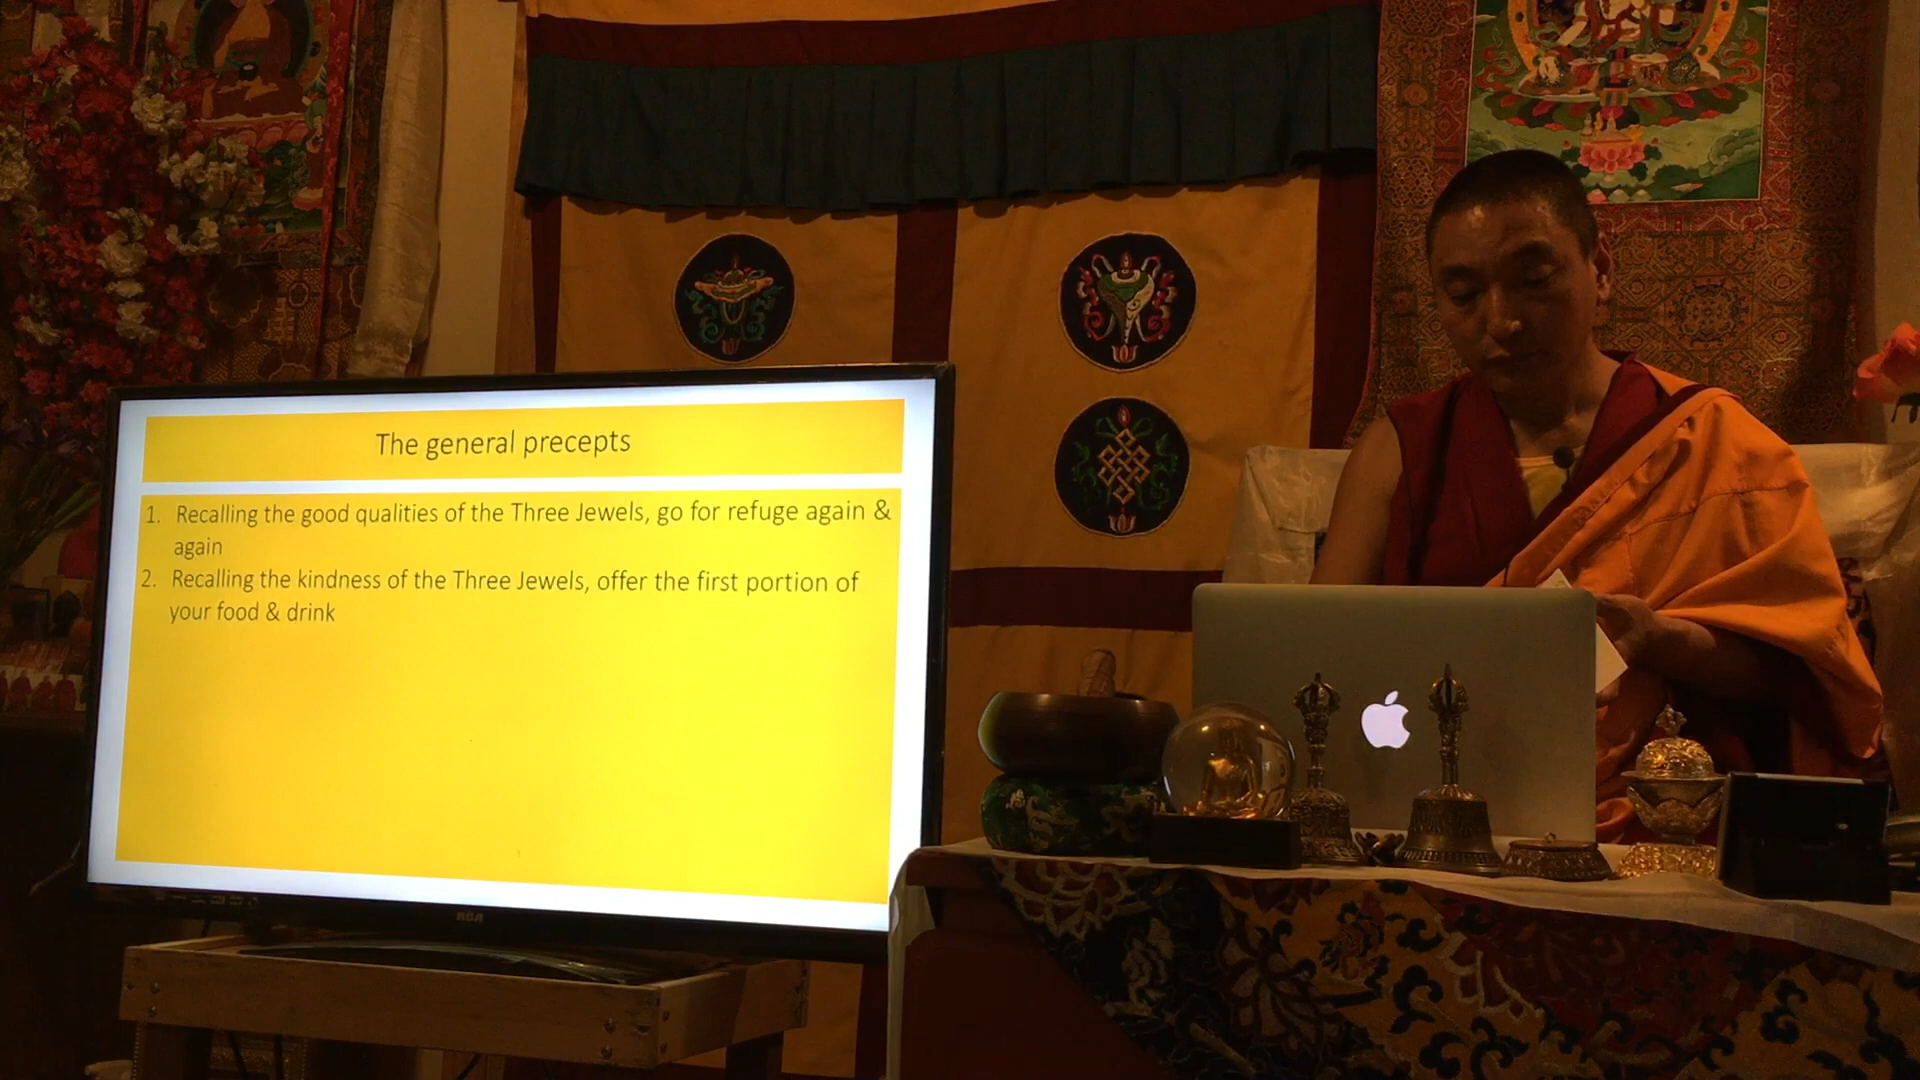 The general precepts
1. Recalling the good qualities of the Three Jewels, go for refuge again &
again
2. Recalling the kindness of the Three Jewels, offer the first portion of
your food & drink
RCA